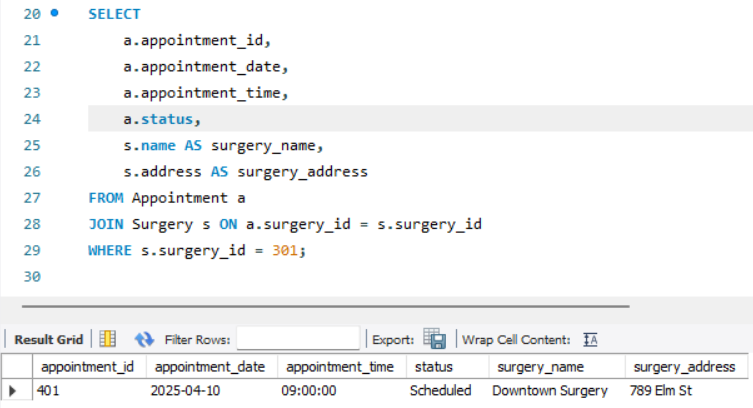 20 SELECT
21 a.appointment_id,
22 a.appointment_date,
23 a.appointment_time,
24 a.status,
25 s.name AS surgery_name,
26 s.address AS surgery_address
27 FROM Appointment a
28 JOIN Surgery s ON a.surgery_id = s.surgery_id
29 WHERE s.surgery_id = 301;
30
Result Grid Filter Rows: Export: Wrap Cell Content: IA
appointment_id appointment_date appointment_time status surgery_name surgery_address
401 2025-04-10 09:00:00 Scheduled Downtown Surgery 789 Elm St